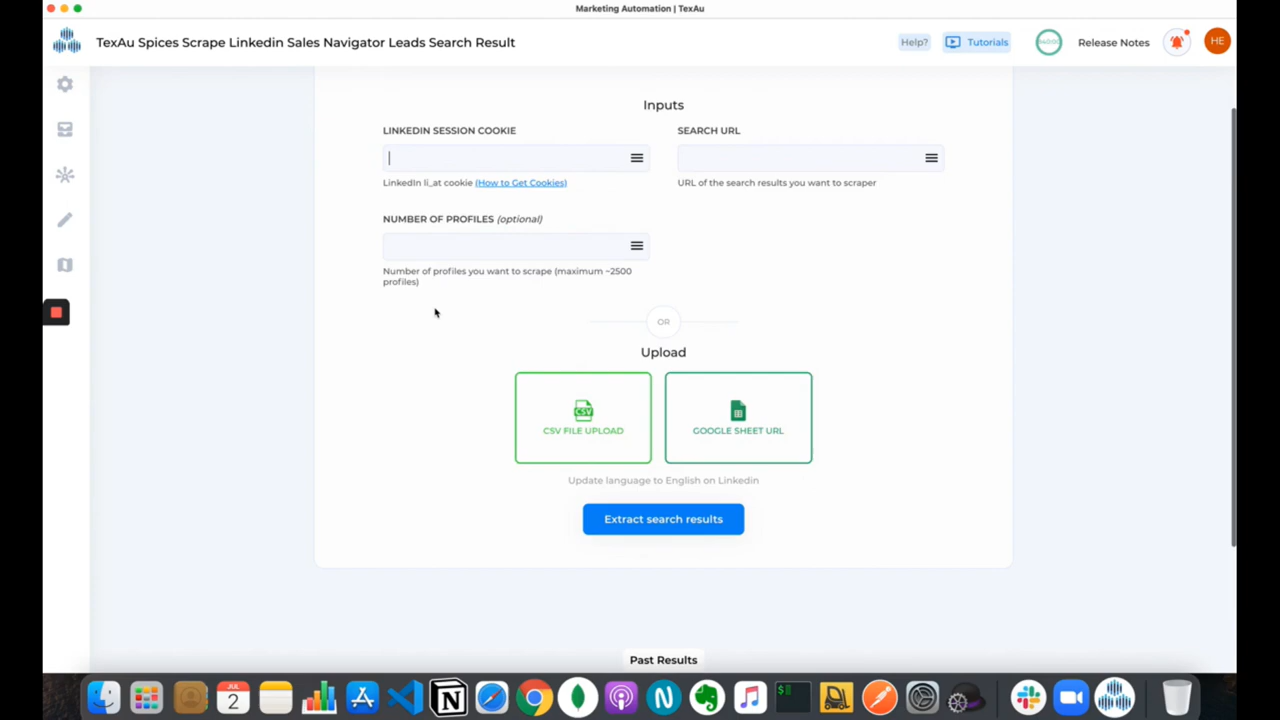 Marketing Automation | TexAu
TexAu Spices Scrape Linkedin Sales Navigator Leads Search Result
Help?
Tutorials
Release Notes
HE
Inputs
LINKEDIN SESSION COOKIE
SEARCH URL
LinkedIn li_at cookie (How to Get Cookies)
URL of the search results you want to scraper
NUMBER OF PROFILES (optional)
Number of profiles you want to scrape (maximum ~2500
profiles)
OR
Upload
CSV
CSV FILE UPLOAD
GOOGLE SHEET URL
Update language to English on Linkedin
Extract search results
Past Results
JUL
2